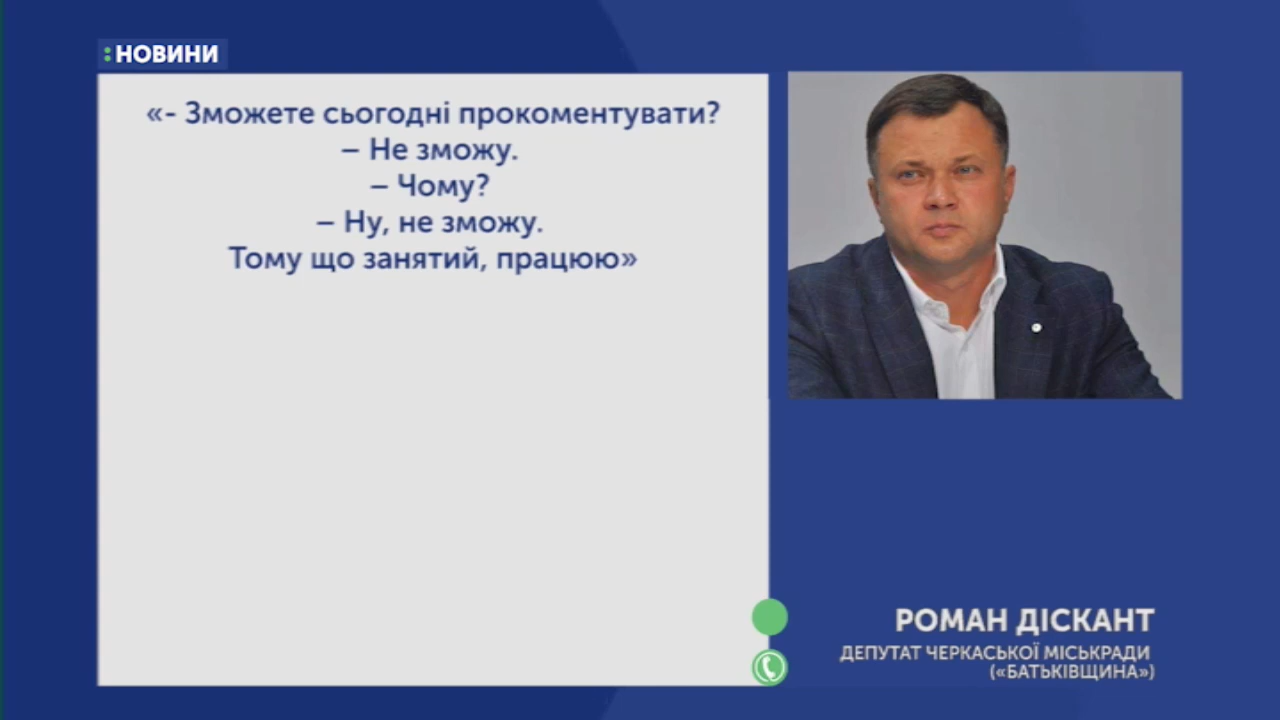 :НОВИНИ
«- Зможете сьогодні прокоментувати?
– Не зможу.
– Чому?
– Ну, не зможу.
Тому що занятий, працюю»
РОМАН ДІСКАНТ
ДЕПУТАТ ЧЕРКАСЬКОЇ МІСЬКРАДИ
(«БАТЬКІВЩИНА»)